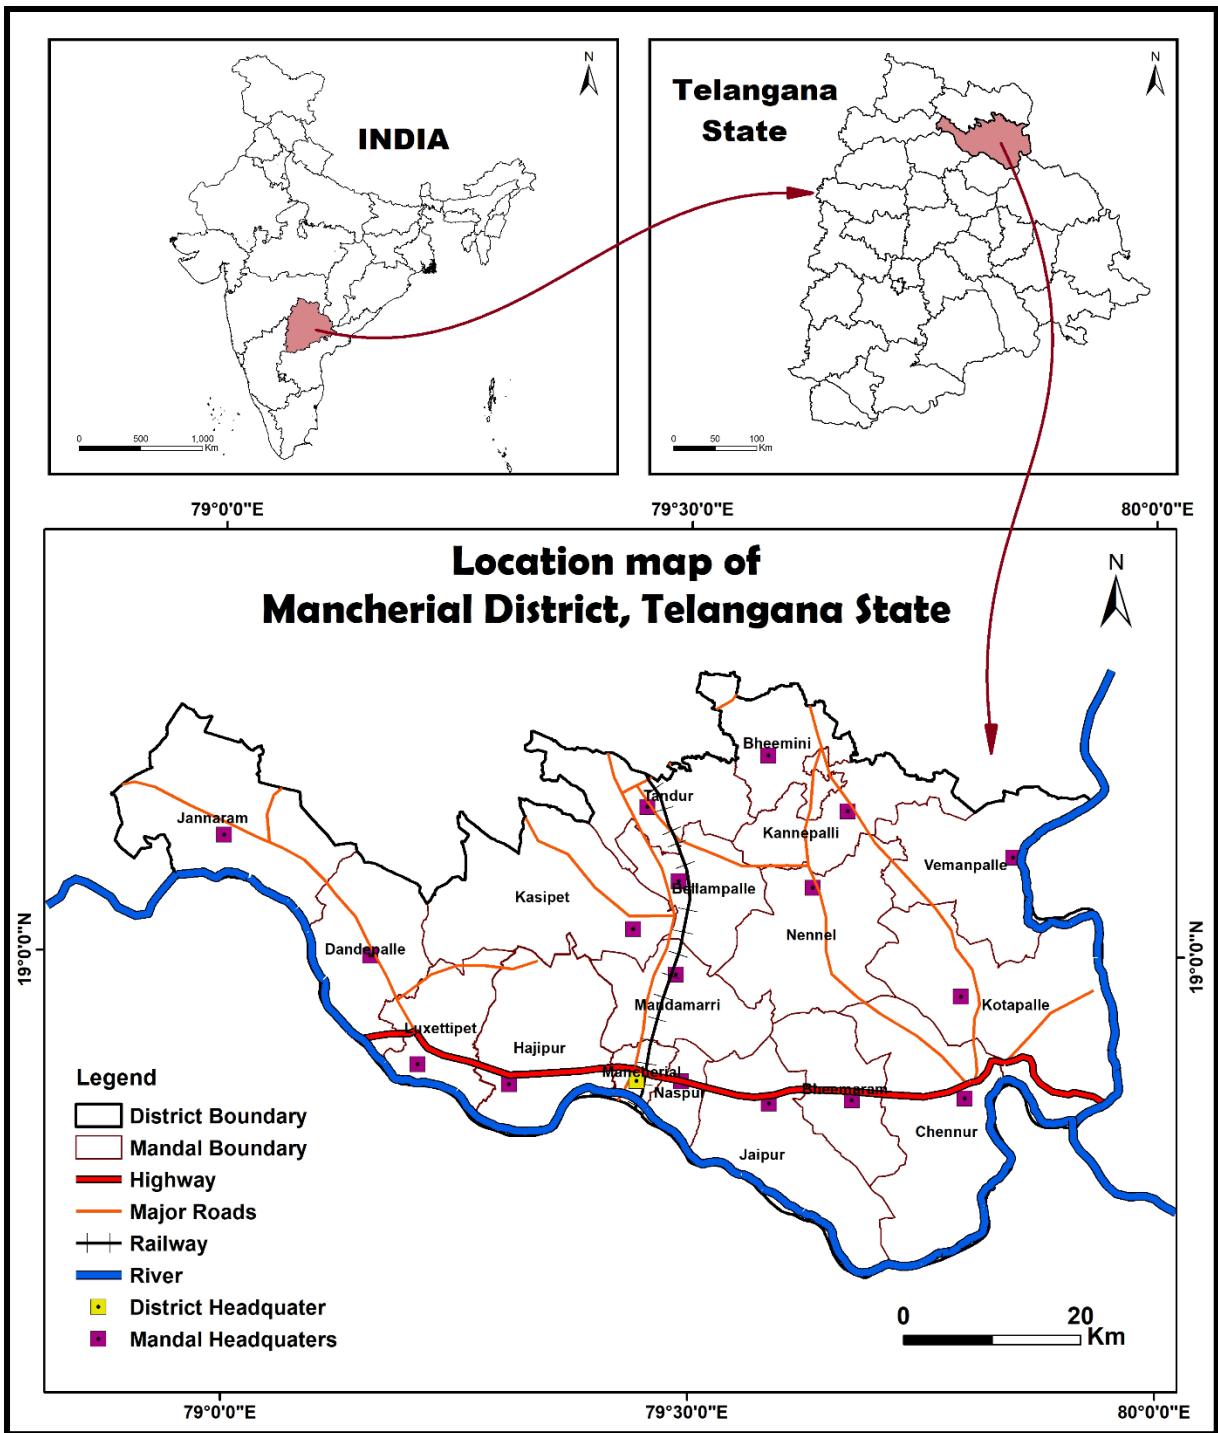 INDIA
N
0 500 1,000
Km
Telangana
State
N
0 50 100
Km
79°0'0"E 79°30'0"E 80°0'0"E
Location map of
Mancherial District, Telangana State
N
Bheemini
Tandur
Jannaram
Kannepalli
Vemanpalle
Bellampalle
Kasipet
Nennel
Dandepalle
19°0'0"N
19°0'0"N
Mandamarri
Kotapalle
Luxettipet
Hajipur
Mancherial
Naspur
Bheemaram
Chennur
Jaipur
Legend
District Boundary
Mandal Boundary
Highway
Major Roads
Railway
River
District Headquater
Mandal Headquaters
0 20
Km
79°0'0"E 79°30'0"E 80°0'0"E